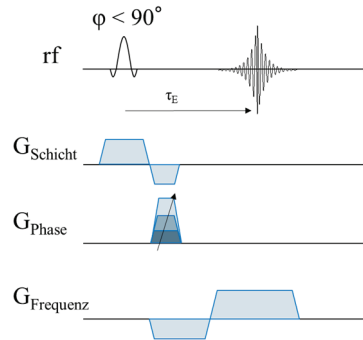 φ < 90°
rf
τE
GSchicht
GPhase
GFrequenz